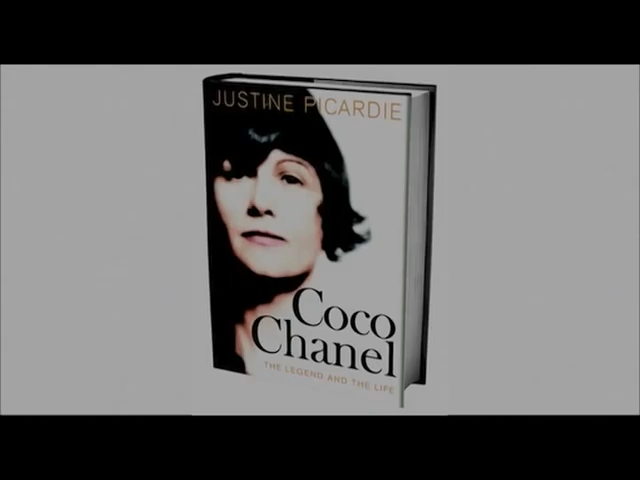 JUSTINE PICARDIE
Coco
Chanel
THE LEGEND AND THE LIFE